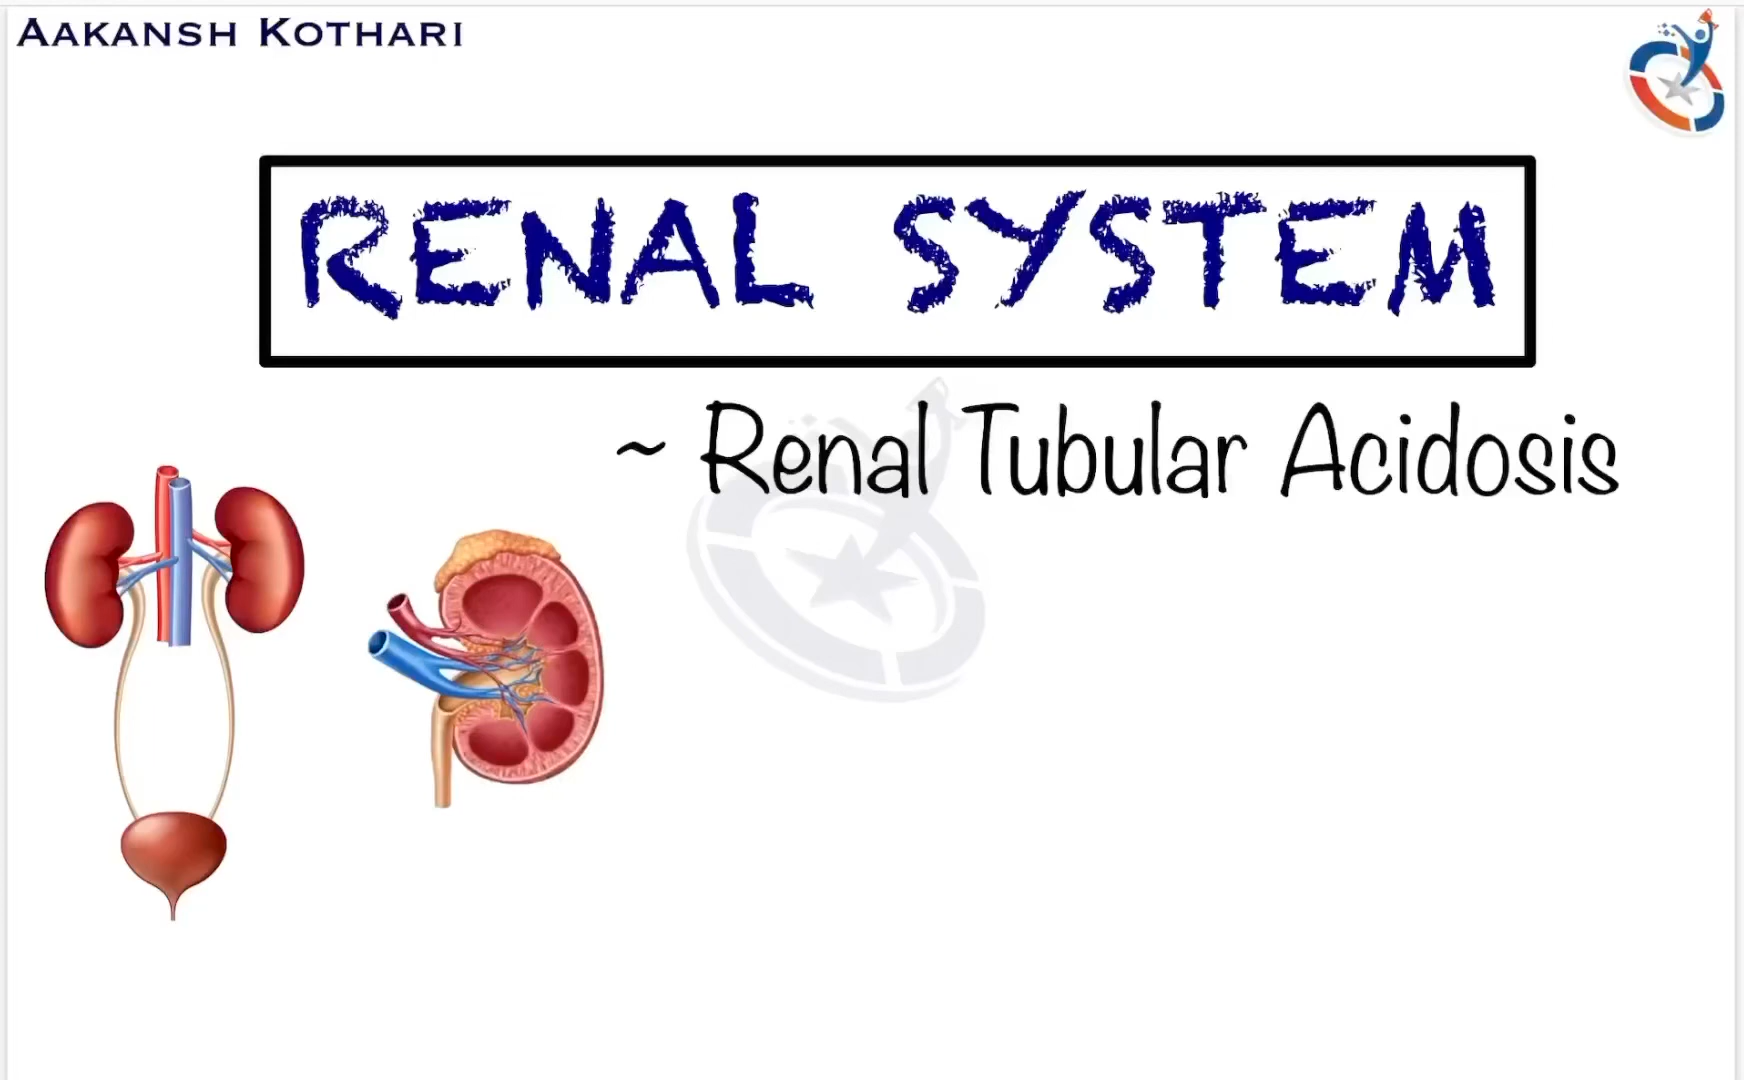 AAKANSH KOTHARI
RENAL SYSTEM
~ Renal Tubular Acidosis